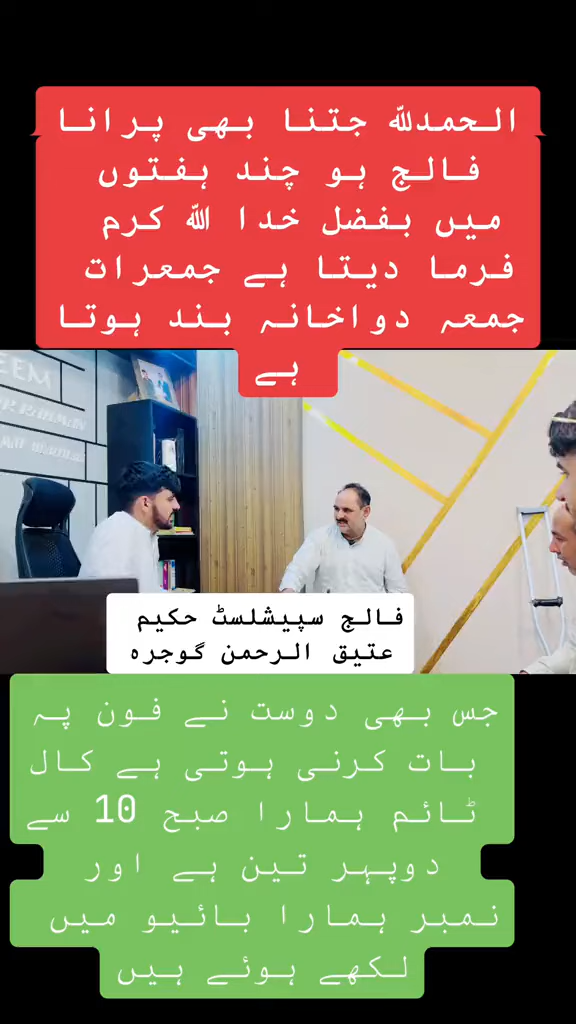 الحمدللہ جتنا بھی پرانا
فالج ہو چند ہفتوں
میں بفضل خدا اللہ کرم
فرما دیتا ہے جمعرات
جمعہ دواخانہ بند ہوتا
ہے
فالج سپیشلسٹ حکیم
عتیق الرحمن گوجرہ
جس بھی دوست نے فون پہ
بات کرنی ہوتی ہے کال
ٹائم ہمارا صبح 10 سے
دوپہر تین ہے اور
نمبر ہمارا بائیو میں
لکھے ہوئے ہیں